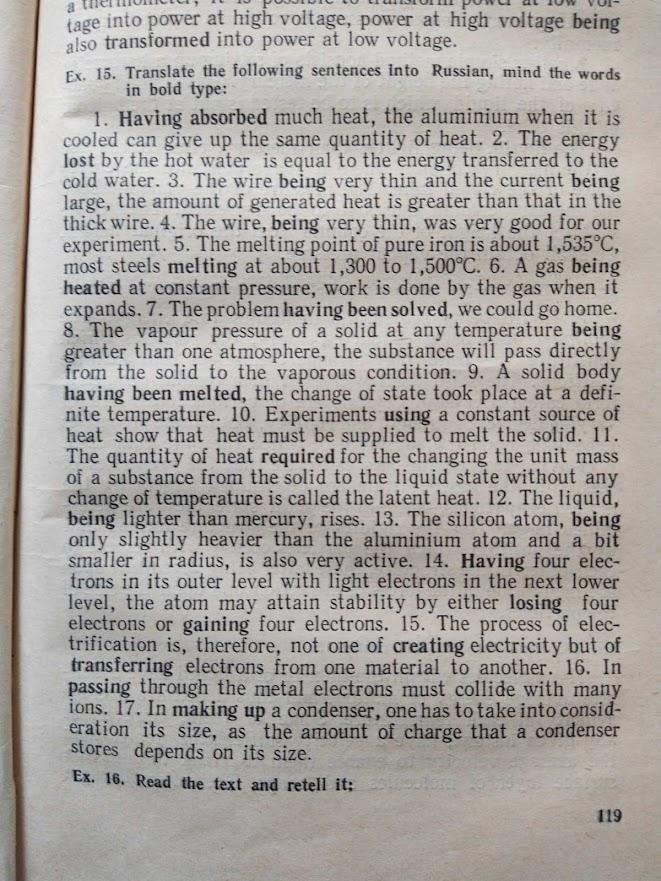 a thermometer, it is possible to transform power at low vol-
tage into power at high voltage, power at high voltage being
also transformed into power at low voltage.
Ex. 15. Translate the following sentences into Russian, mind the words
in bold type:
1. Having absorbed much heat, the aluminium when it is
cooled can give up the same quantity of heat. 2. The energy
lost by the hot water is equal to the energy transferred to the
cold water. 3. The wire being very thin and the current being
large, the amount of generated heat is greater than that in the
thick wire. 4. The wire, being very thin, was very good for our
experiment. 5. The melting point of pure iron is about 1,535°C,
most steels melting at about 1,300 to 1,500°C. 6. A gas being
heated at constant pressure, work is done by the gas when it
expands. 7. The problem having been solved, we could go home.
8. The vapour pressure of a solid at any temperature being
greater than one atmosphere, the substance will pass directly
from the solid to the vaporous condition. 9. A solid body
having been melted, the change of state took place at a defi-
nite temperature. 10. Experiments using a constant source of
heat show that heat must be supplied to melt the solid. 11.
The quantity of heat required for the changing the unit mass
of a substance from the solid to the liquid state without any
change of temperature is called the latent heat. 12. The liquid,
being lighter than mercury, rises. 13. The silicon atom, being
only slightly heavier than the aluminium atom and a bit
smaller in radius, is also very active. 14. Having four elec-
trons in its outer level with light electrons in the next lower
level, the atom may attain stability by either losing four
electrons or gaining four electrons. 15. The process of elec-
trification is, therefore, not one of creating electricity but of
transferring electrons from one material to another. 16. In
passing through the metal electrons must collide with many
ions. 17. In making up a condenser, one has to take into consid-
eration its size, as the amount of charge that a condenser
stores depends on its size.
Ex. 16. Read the text and retell it:
119